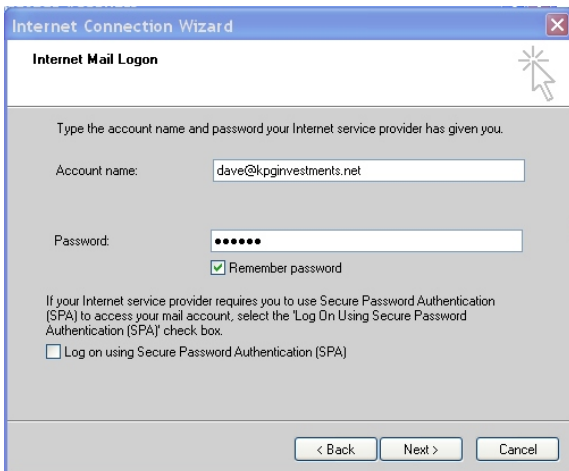 Internet Connection Wizard
Internet Mail Logon
Type the account name and password your Internet service provider has given you.
Account name:
dave@kpginvestments.net
Password:
••••••
Remember password
If your Internet service provider requires you to use Secure Password Authentication
(SPA) to access your mail account, select the 'Log On Using Secure Password
Authentication (SPA)' check box.
Log on using Secure Password Authentication (SPA)
< Back
Next >
Cancel